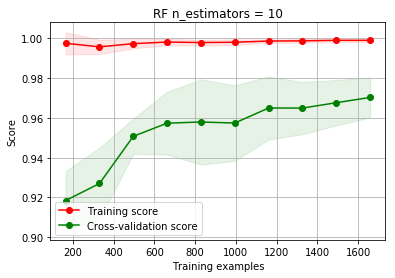 RF n_estimators = 10
1.00
0.98
0.96
0.94
0.92
0.90
Score
Training score
Cross-validation score
200 400 600 800 1000 1200 1400 1600
Training examples